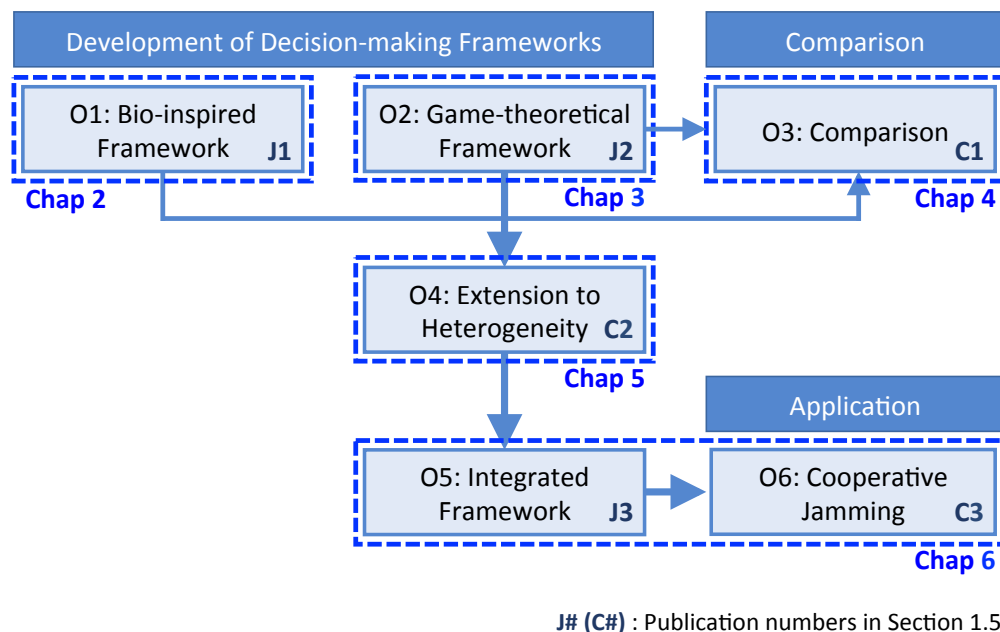 Development of Decision-making Frameworks
Comparison
O1: Bio-inspired
Framework
J1
Chap 2
O2: Game-theoretical
Framework
J2
Chap 3
O3: Comparison
C1
Chap 4
O4: Extension to
Heterogeneity
C2
Chap 5
Application
O5: Integrated
Framework
J3
O6: Cooperative
Jamming
C3
Chap 6
J# (C#) : Publication numbers in Section 1.5